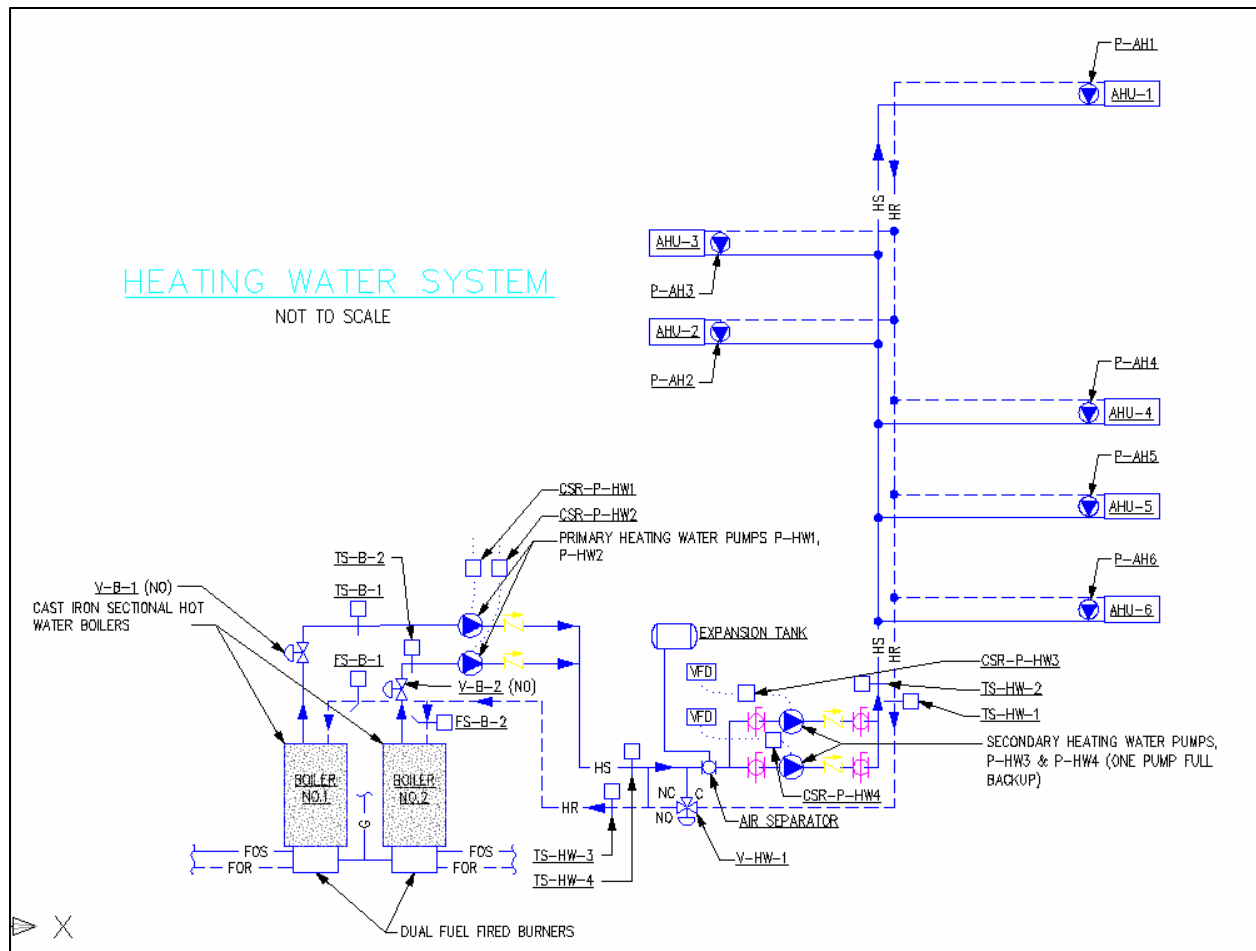 P-AH1
AHU-1
HS
HR
AHU-3
P-AH3
HEATING WATER SYSTEM
NOT TO SCALE
AHU-2
P-AH2
P-AH4
AHU-4
P-AH5
AHU-5
P-AH6
AHU-6
CSR-P-HW1
CSR-P-HW2
PRIMARY HEATING WATER PUMPS P-HW1,
P-HW2
TS-B-2
TS-B-1
V-B-1 (NO)
CAST IRON SECTIONAL HOT
WATER BOILERS
FS-B-1
V-B-2 (NO)
FS-B-2
EXPANSION TANK
HS
HR
CSR-P-HW3
VFD
TS-HW-2
TS-HW-1
VFD
SECONDARY HEATING WATER PUMPS,
P-HW3 & P-HW4 (ONE PUMP FULL
BACKUP)
BOILER
NO.1
BOILER
NO.2
HS
NC
C
NO
HR
CSR-P-HW4
AIR SEPARATOR
V-HW-1
G
FOS
FOR
FOS
FOR
TS-HW-3
TS-HW-4
DUAL FUEL FIRED BURNERS
X